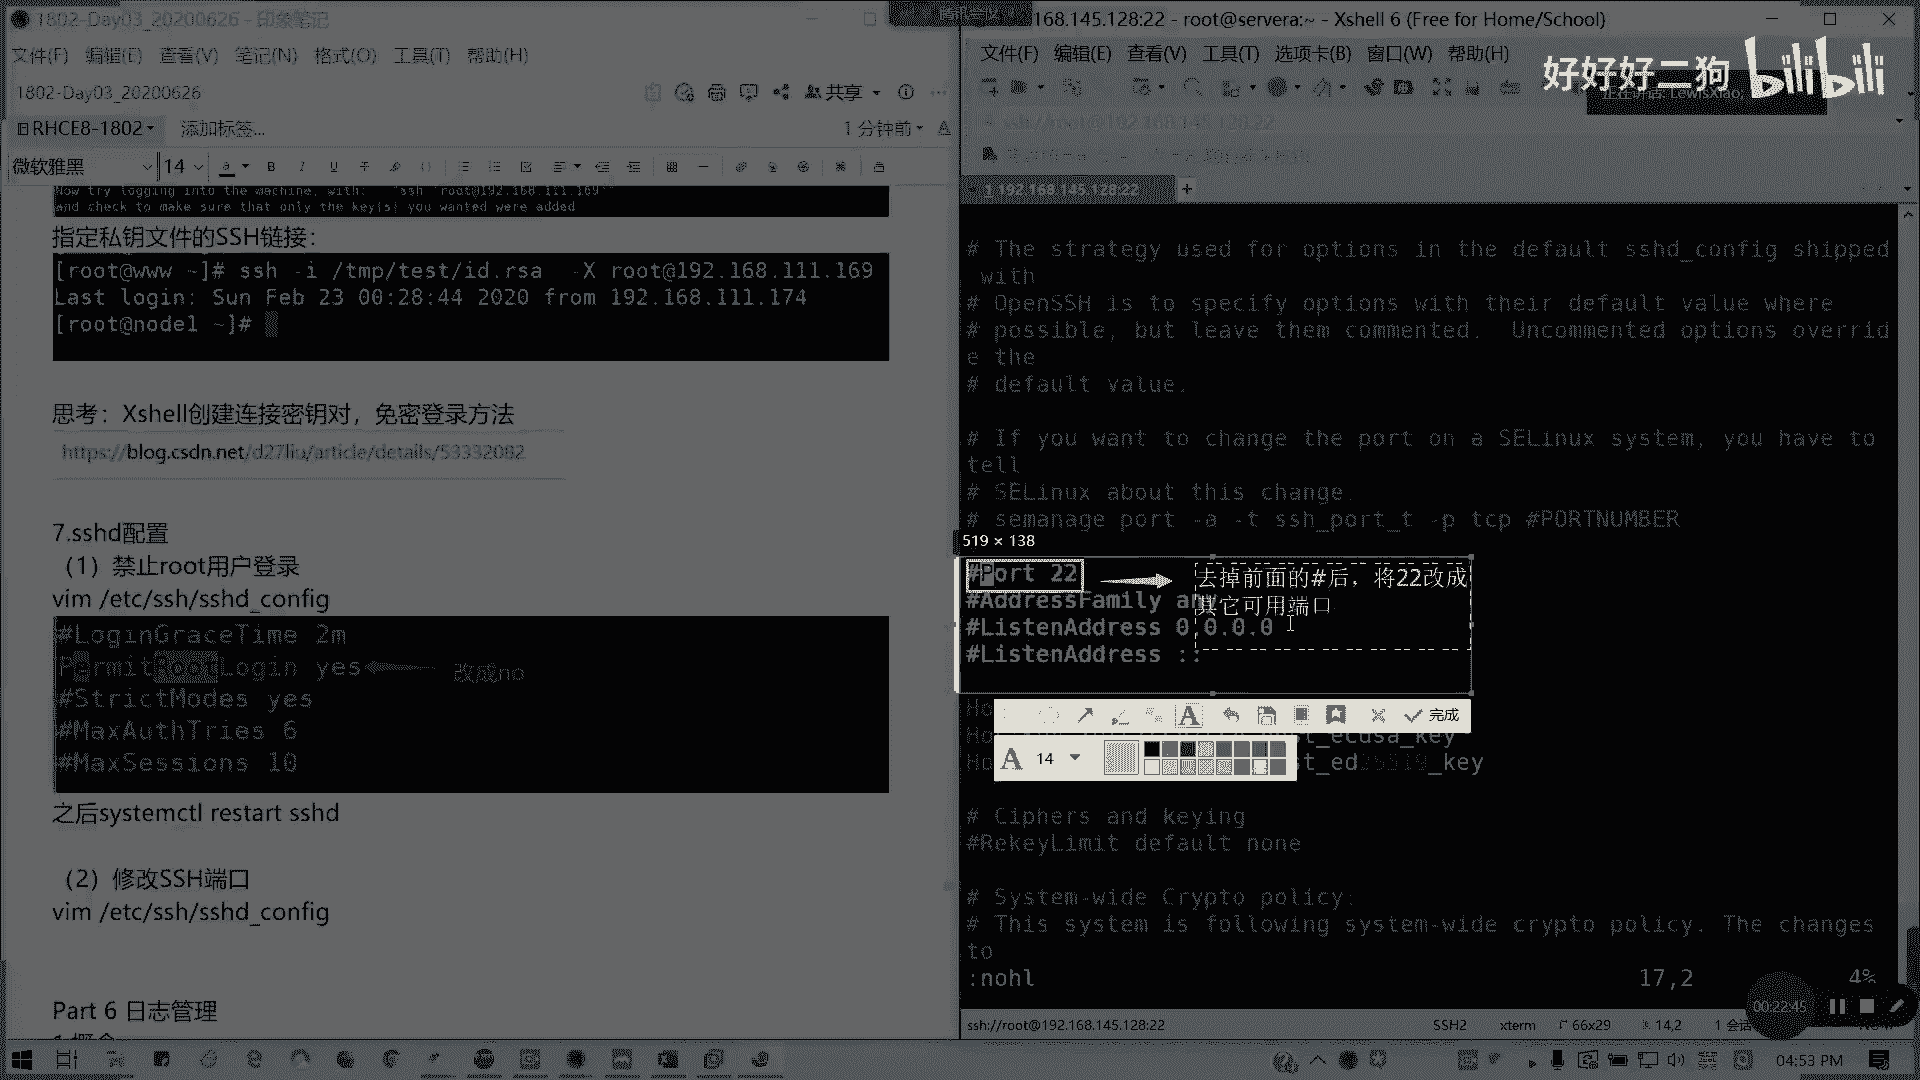 1802-Day03_20200626 - 印象笔记
文件(F) 编辑(E) 查看(V) 笔记(N) 格式(O) 工具(T) 帮助(H)
1802-Day03_20200626
共享
RHCE8-1802
添加标签...
1 分钟前
微软雅黑
14
Now try logging into the machine, with: "ssh 'root@192.168.111.169'"
and check to make sure that only the key(s) you wanted were added
指定私钥文件的SSH链接：
[root@www ~]# ssh -i /tmp/test/id.rsa -X root@192.168.111.169
Last login: Sun Feb 23 00:28:44 2020 from 192.168.111.174
[root@node1 ~]#
思考：Xshell创建连接密钥对，免密登录方法
https://blog.csdn.net/d27liu/article/details/53332082
7.sshd配置
（1）禁止root用户登录
vim /etc/ssh/sshd_config
#LoginGraceTime 2m
PermitRootLogin yes
改成no
#StrictModes yes
#MaxAuthTries 6
#MaxSessions 10
之后systemctl restart sshd
（2）修改SSH端口
vim /etc/ssh/sshd_config
Part 6 日志管理
168.145.128:22 - root@servera:~ - Xshell 6 (Free for Home/School)
文件(F) 编辑(E) 查看(V) 工具(T) 选项卡(B) 窗口(W) 帮助(H)
好好好二狗 bilibili
ssh://root@192.168.145.128:22
1 192.168.145.128:22
# The strategy used for options in the default sshd_config shipped
with
# OpenSSH is to specify options with their default value where
# possible, but leave them commented.  Uncommented options overrid
e the
# default value.
# If you want to change the port on a SELinux system, you have to
tell
# SELinux about this change.
# semanage port -a -t ssh_port_t -p tcp #PORTNUMBER
519 × 138
#Port 22
去掉前面的#后，将22改成
其它可用端口
#AddressFamily an
#ListenAddress 0.0.0.0
#ListenAddress ::
完成
14
# Ciphers and keying
#RekeyLimit default none
# System-wide Crypto policy:
# This system is following system-wide crypto policy. The changes
to
:nohl
17,2
4%
00:22:45
ssh://root@192.168.145.128:22
SSH2
xterm
66x29
14,2
04:53 PM